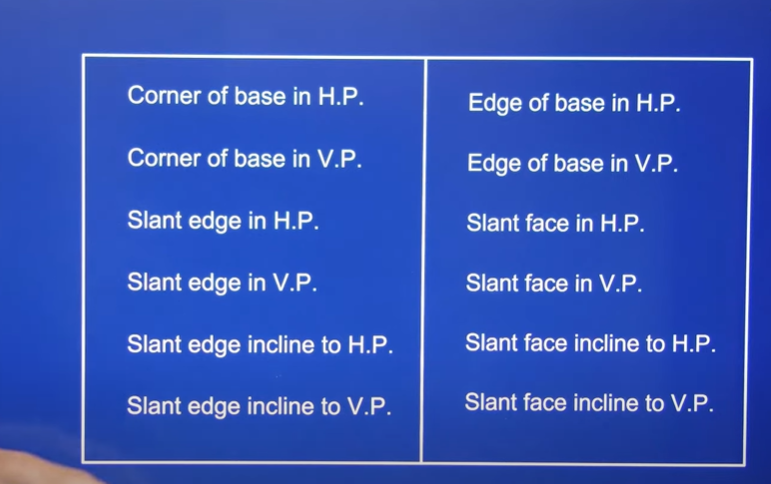 Corner of base in H.P.
Corner of base in V.P.
Slant edge in H.P.
Slant edge in V.P.
Slant edge incline to H.P.
Slant edge incline to V.P.
Edge of base in H.P.
Edge of base in V.P.
Slant face in H.P.
Slant face in V.P.
Slant face incline to H.P.
Slant face incline to V.P.